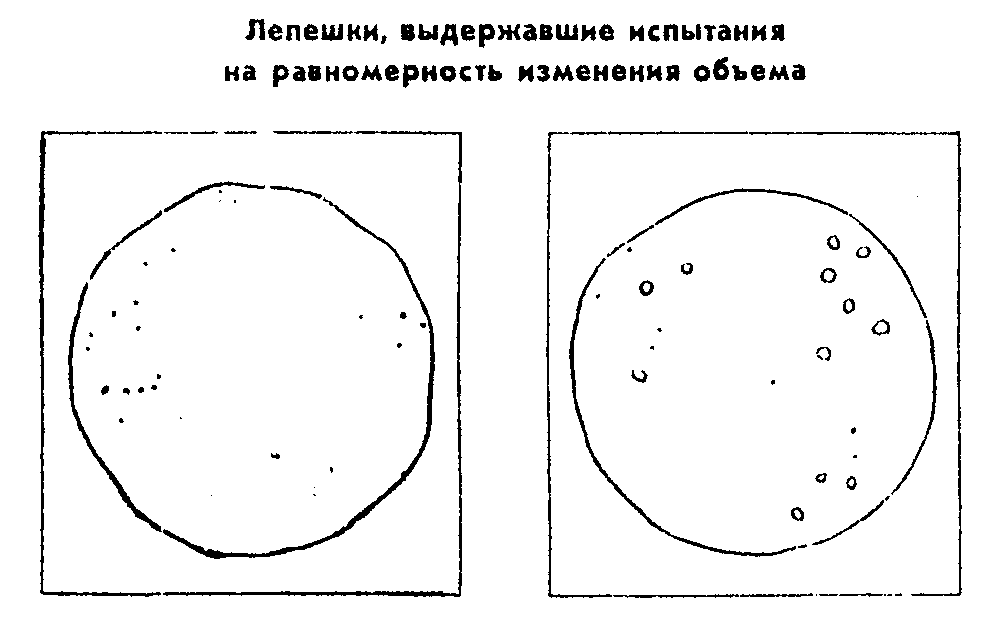 Лепешки, выдержавшие испытания
на равномерность изменения объема